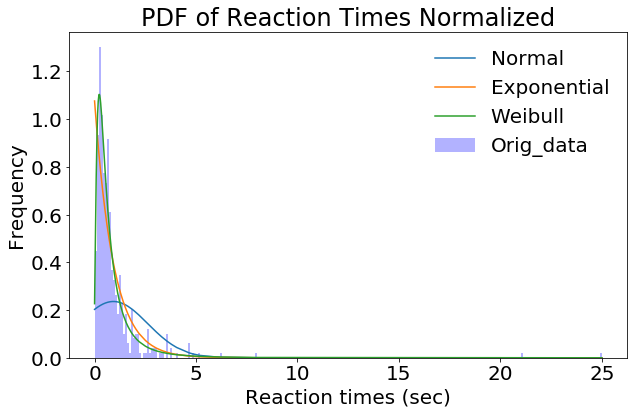 PDF of Reaction Times Normalized
Normal
Exponential
Weibull
Orig_data
Frequency
1.2
1.0
0.8
0.6
0.4
0.2
0.0
0 5 10 15 20 25
Reaction times (sec)